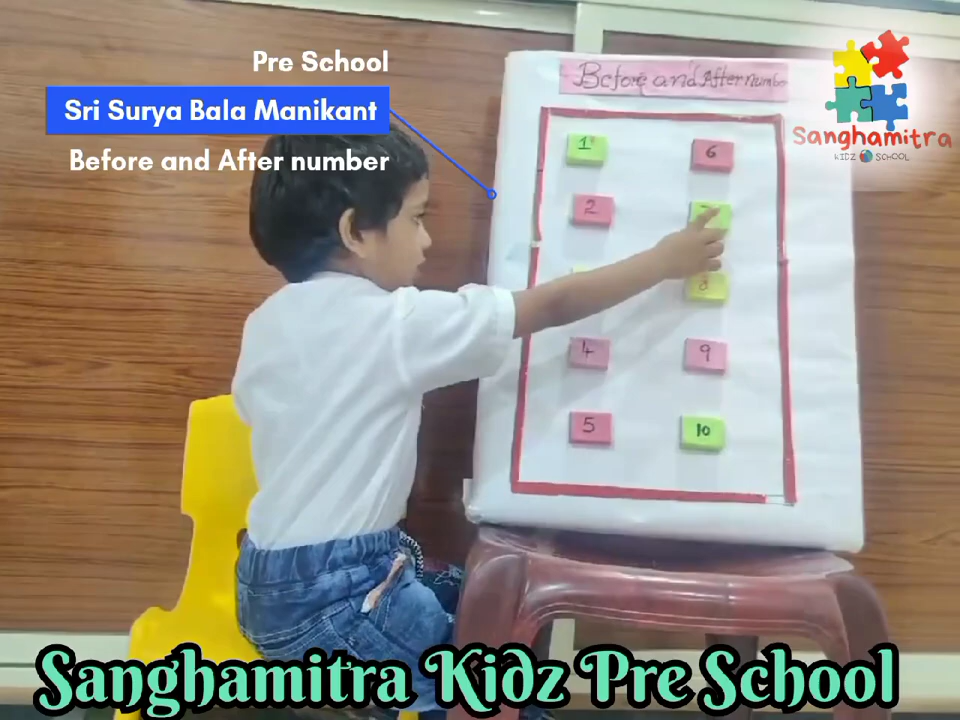 Pre School
Sri Surya Bala Manikant
Before and After number
Before and After number
Sanghamitra
KIDZ SCHOOL
1
6
2
7
8
4
9
5
10
Sanghamitra Kidz Pre School